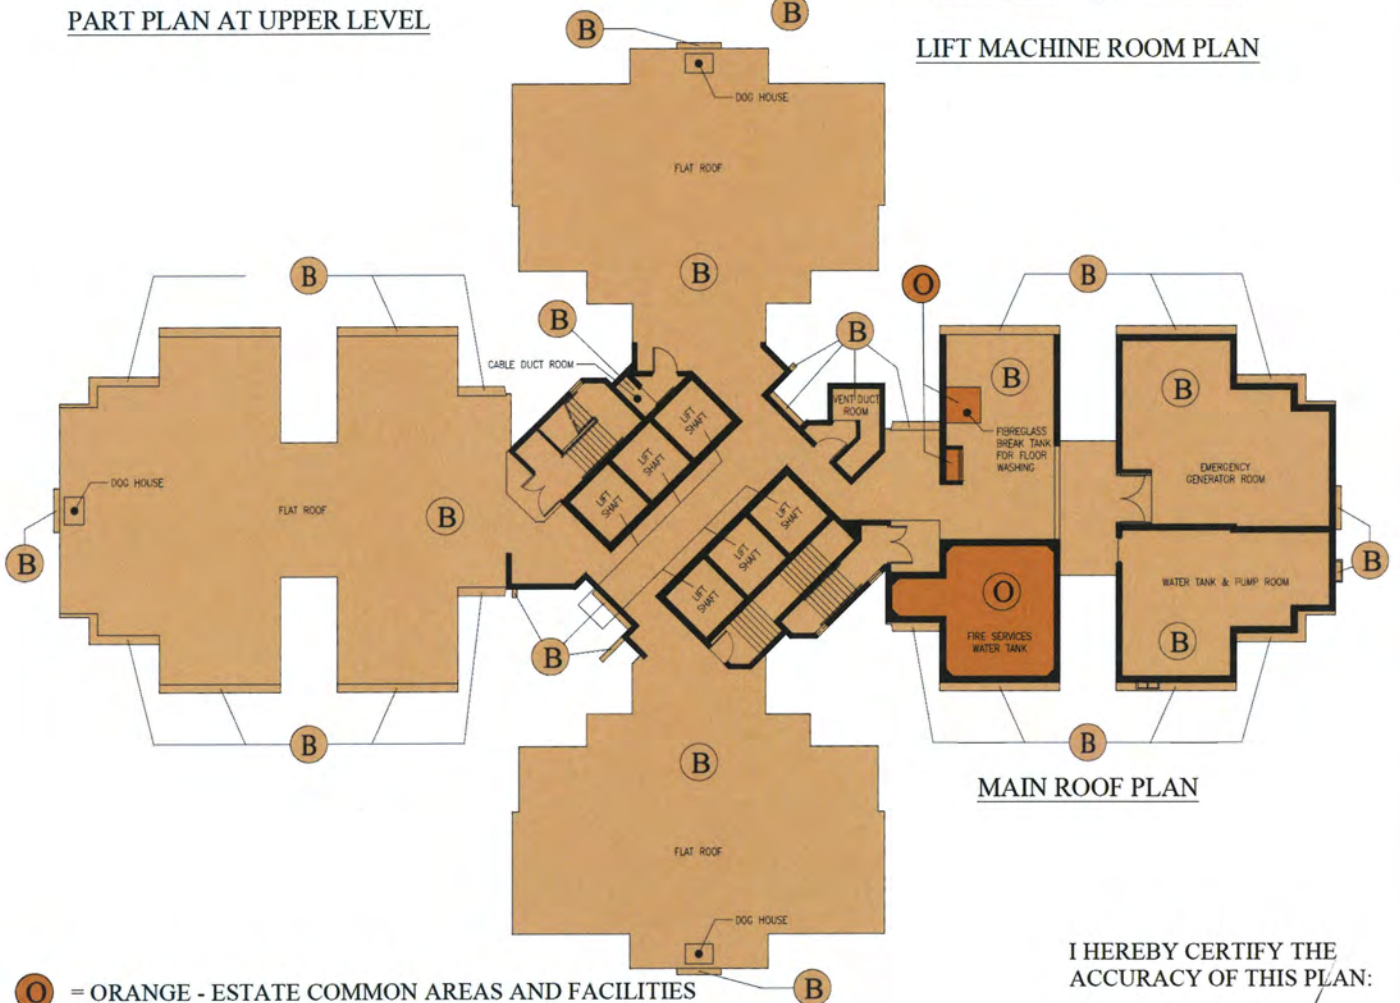 PART PLAN AT UPPER LEVEL
B
B
LIFT MACHINE ROOM PLAN
DOG HOUSE
FLAT ROOF
B
B
B
O
B
B
B
CABLE DUCT ROOM
LIFT
SHAFT
LIFT
SHAFT
LIFT
SHAFT
VENT DUCT
ROOM
B
B
FIBREGLASS
BREAK TANK
FOR FLOOR
WASHING
EMERGENCY
GENERATOR ROOM
DOG HOUSE
FLAT ROOF
B
B
LIFT
SHAFT
LIFT
SHAFT
LIFT
SHAFT
B
WATER TANK & PUMP ROOM
O
FIRE SERVICES
WATER TANK
B
B
B
B
B
MAIN ROOF PLAN
FLAT ROOF
DOG HOUSE
B
I HEREBY CERTIFY THE
ACCURACY OF THIS PLAN:
O = ORANGE - ESTATE COMMON AREAS AND FACILITIES